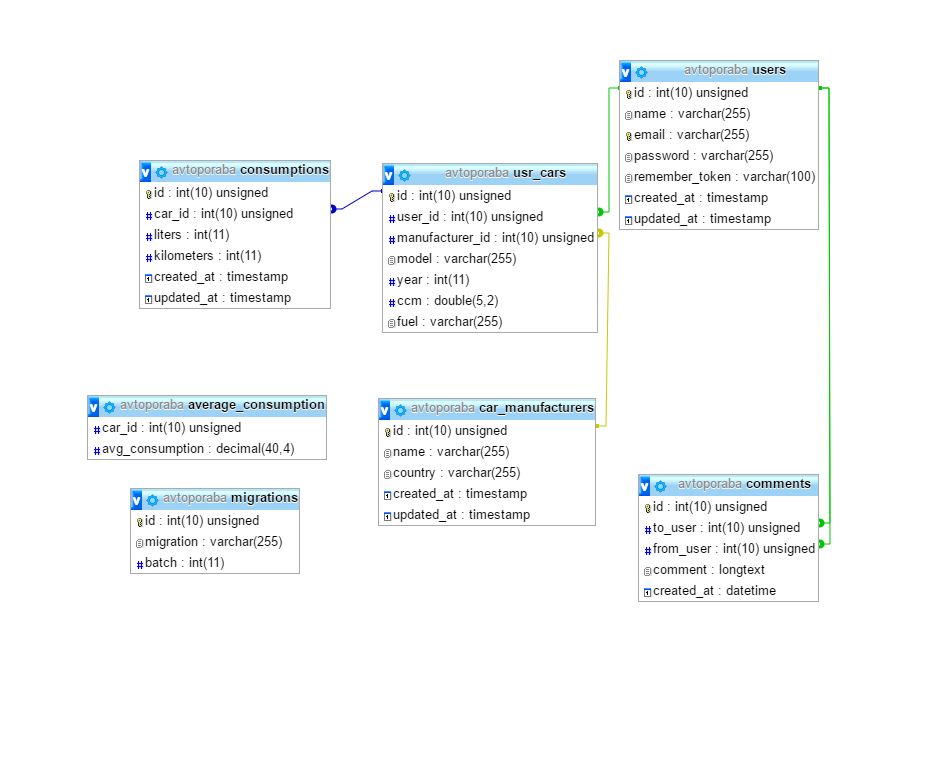 avtoporaba users
id : int(10) unsigned
name : varchar(255)
email : varchar(255)
password : varchar(255)
remember_token : varchar(100)
created_at : timestamp
updated_at : timestamp
avtoporaba consumptions
id : int(10) unsigned
car_id : int(10) unsigned
liters : int(11)
kilometers : int(11)
created_at : timestamp
updated_at : timestamp
avtoporaba usr_cars
id : int(10) unsigned
user_id : int(10) unsigned
manufacturer_id : int(10) unsigned
model : varchar(255)
year : int(11)
ccm : double(5,2)
fuel : varchar(255)
avtoporaba average_consumption
car_id : int(10) unsigned
avg_consumption : decimal(40,4)
avtoporaba car_manufacturers
id : int(10) unsigned
name : varchar(255)
country : varchar(255)
created_at : timestamp
updated_at : timestamp
avtoporaba migrations
id : int(10) unsigned
migration : varchar(255)
batch : int(11)
avtoporaba comments
id : int(10) unsigned
to_user : int(10) unsigned
from_user : int(10) unsigned
comment : longtext
created_at : datetime